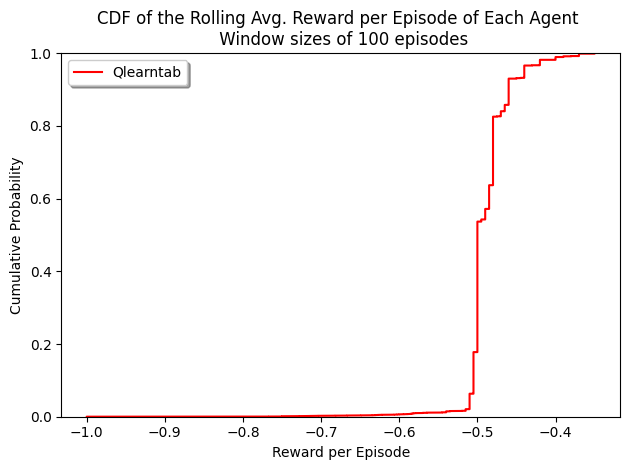 CDF of the Rolling Avg. Reward per Episode of Each Agent
Window sizes of 100 episodes
Qlearntab
Cumulative Probability
1.0
0.8
0.6
0.4
0.2
0.0
−1.0 −0.9 −0.8 −0.7 −0.6 −0.5 −0.4
Reward per Episode